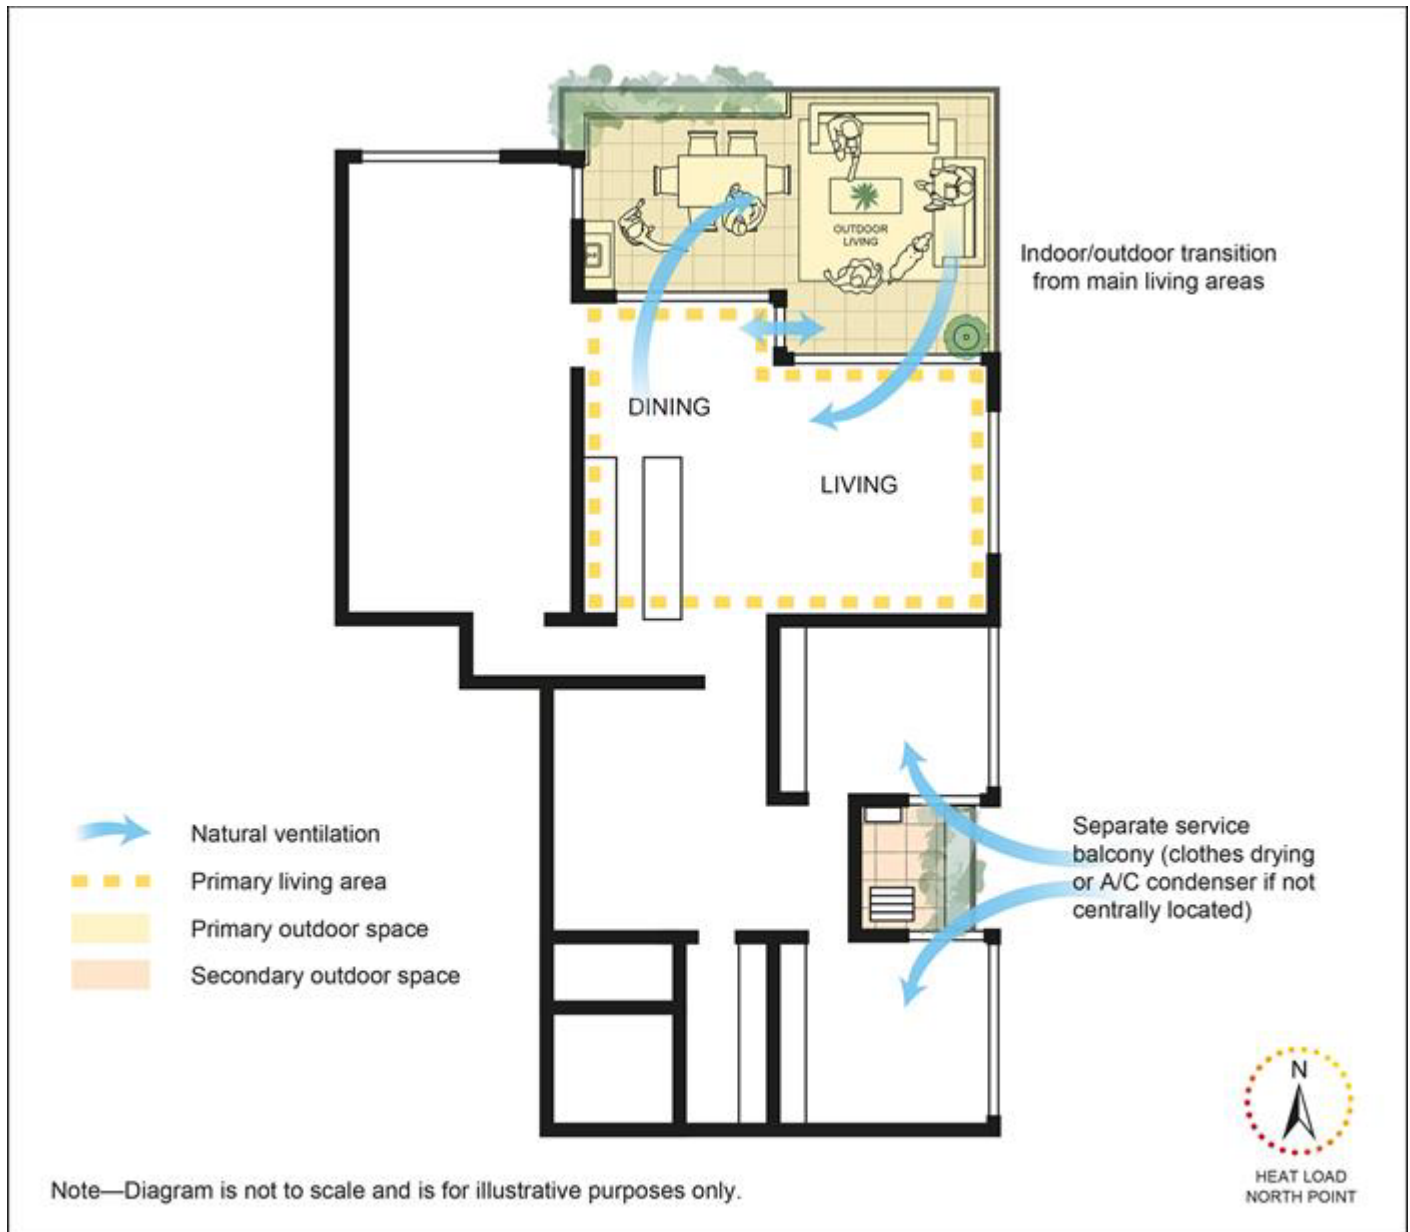 OUTDOOR
LIVING
Indoor/outdoor transition
from main living areas
DINING
LIVING
Natural ventilation
Primary living area
Primary outdoor space
Secondary outdoor space
Separate service
balcony (clothes drying
or A/C condenser if not
centrally located)
N
HEAT LOAD
NORTH POINT
Note—Diagram is not to scale and is for illustrative purposes only.